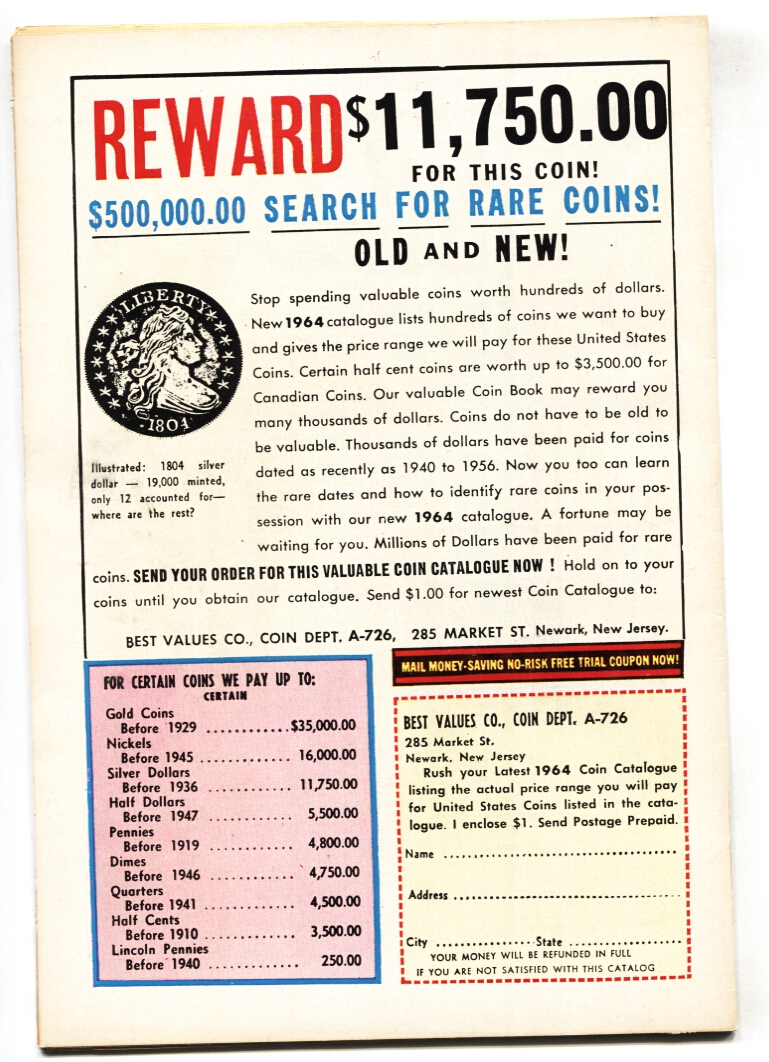 REWARD $11,750.00
FOR THIS COIN!
$500,000.00 SEARCH FOR RARE COINS!
OLD AND NEW!
LIBERTY
1804
Illustrated: 1804 silver
dollar — 19,000 minted,
only 12 accounted for—
where are the rest?
Stop spending valuable coins worth hundreds of dollars.
New 1964 catalogue lists hundreds of coins we want to buy
and gives the price range we will pay for these United States
Coins. Certain half cent coins are worth up to $3,500.00 for
Canadian Coins. Our valuable Coin Book may reward you
many thousands of dollars. Coins do not have to be old to
be valuable. Thousands of dollars have been paid for coins
dated as recently as 1940 to 1956. Now you too can learn
the rare dates and how to identify rare coins in your pos-
session with our new 1964 catalogue. A fortune may be
waiting for you. Millions of Dollars have been paid for rare
coins. SEND YOUR ORDER FOR THIS VALUABLE COIN CATALOGUE NOW ! Hold on to your
coins until you obtain our catalogue. Send $1.00 for newest Coin Catalogue to:
BEST VALUES CO., COIN DEPT. A-726, 285 MARKET ST. Newark, New Jersey.
FOR CERTAIN COINS WE PAY UP TO:
CERTAIN
Gold Coins
Before 1929 ............$35,000.00
Nickels
Before 1945 ............. 16,000.00
Silver Dollars
Before 1936 ............. 11,750.00
Half Dollars
Before 1947 ............. 5,500.00
Pennies
Before 1919 ............. 4,800.00
Dimes
Before 1946 ............. 4,750.00
Quarters
Before 1941 ............. 4,500.00
Half Cents
Before 1910 ............. 3,500.00
Lincoln Pennies
Before 1940 ............. 250.00
MAIL MONEY-SAVING NO-RISK FREE TRIAL COUPON NOW!
BEST VALUES CO., COIN DEPT. A-726
285 Market St.
Newark, New Jersey
Rush your Latest 1964 Coin Catalogue
listing the actual price range you will pay
for United States Coins listed in the cata-
logue. I enclose $1. Send Postage Prepaid.
Name ............................................
Address ............................................
City .................. State ......................
YOUR MONEY WILL BE REFUNDED IN FULL
IF YOU ARE NOT SATISFIED WITH THIS CATALOG